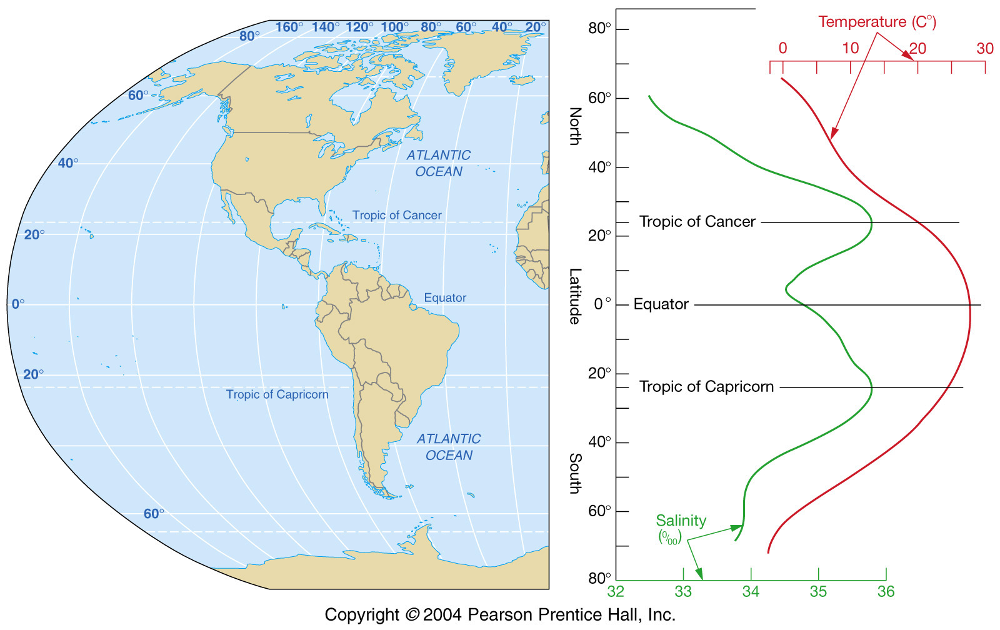 160° 140° 120° 100° 80° 60° 40° 20°
80°
60°
40°
20°
0°
20°
60°
ATLANTIC
OCEAN
Tropic of Cancer
Equator
Tropic of Capricorn
ATLANTIC
OCEAN
Temperature (C°)
0 10 20 30
80°
60°
40°
20°
0°
20°
40°
60°
80°
North
Latitude
South
Tropic of Cancer
Equator
Tropic of Capricorn
Salinity
(‰)
32 33 34 35 36
Copyright © 2004 Pearson Prentice Hall, Inc.